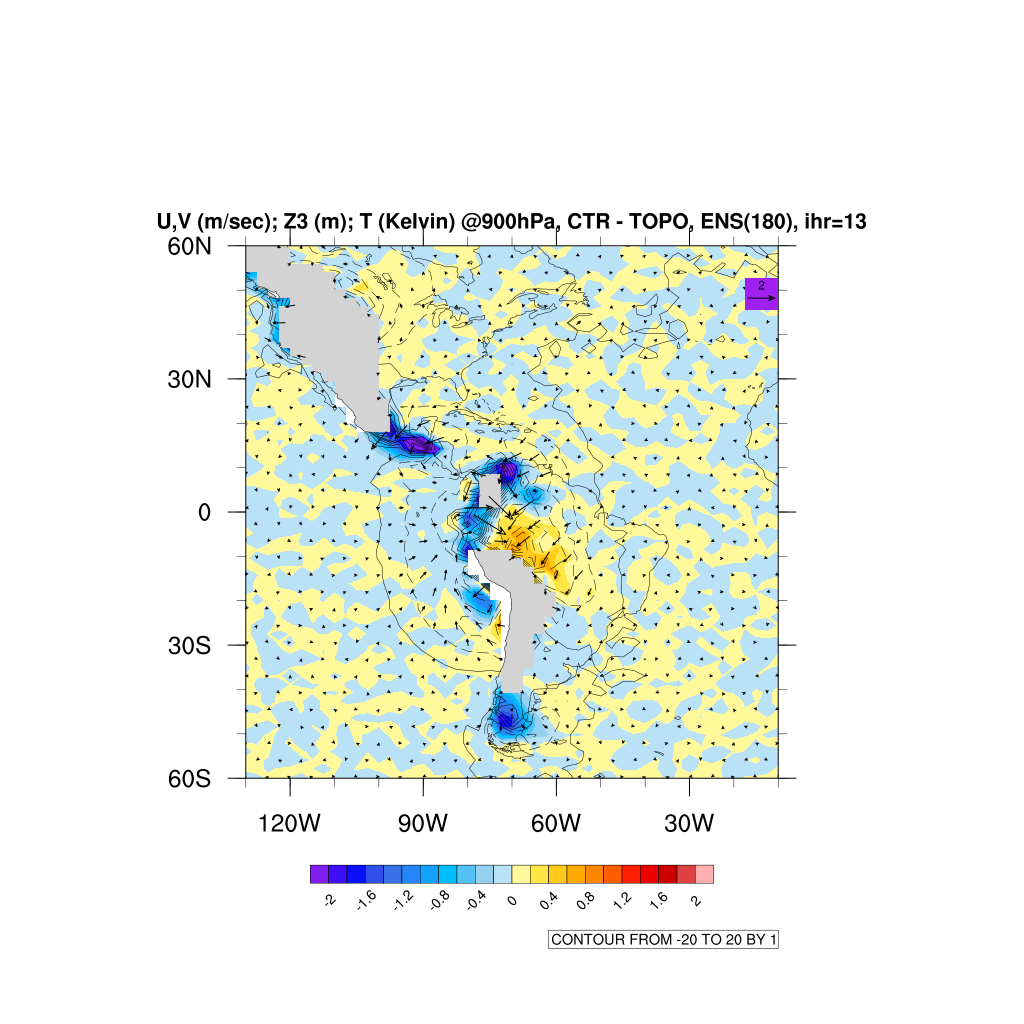 U,V (m/sec); Z3 (m); T (Kelvin) @900hPa, CTR - TOPO, ENS(180), ihr=13
60N
2
30N
0
30S
60S
120W 90W 60W 30W
-2 -1.6 -1.2 -0.8 -0.4 0 0.4 0.8 1.2 1.6 2
CONTOUR FROM -20 TO 20 BY 1